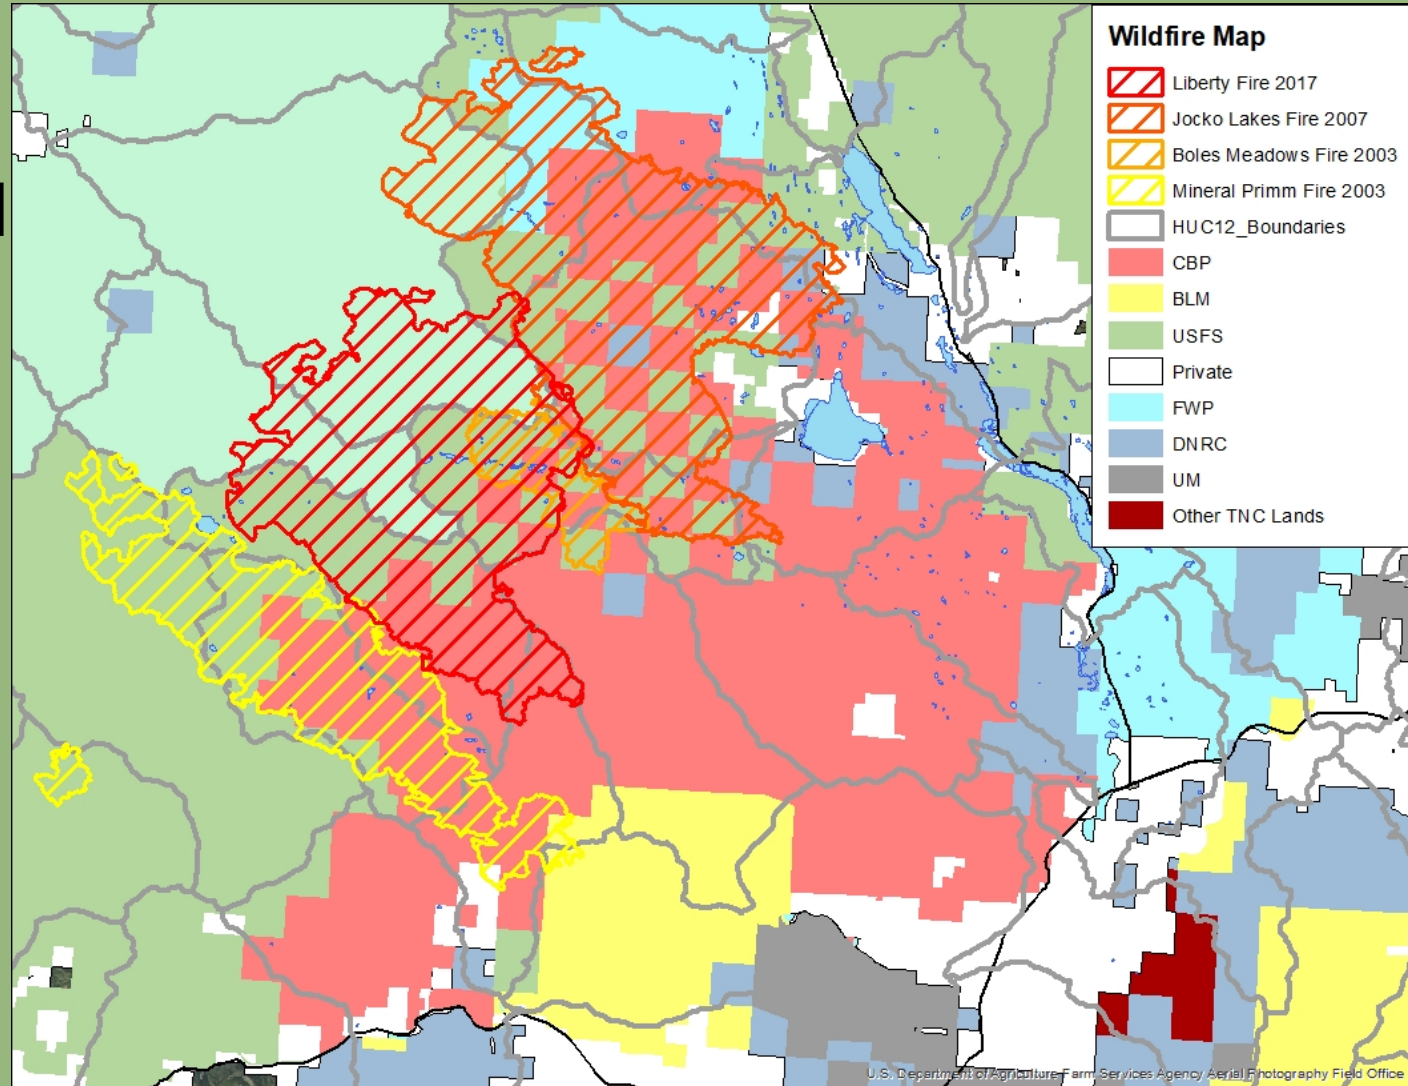 Wildfire Map
Liberty Fire 2017
Jocko Lakes Fire 2007
Boles Meadows Fire 2003
Mineral Primm Fire 2003
HUC12_Boundaries
CBP
BLM
USFS
Private
FWP
DNRC
UM
Other TNC Lands
U.S. Department of Agriculture Farm Services Agency Aerial Photography Field Office